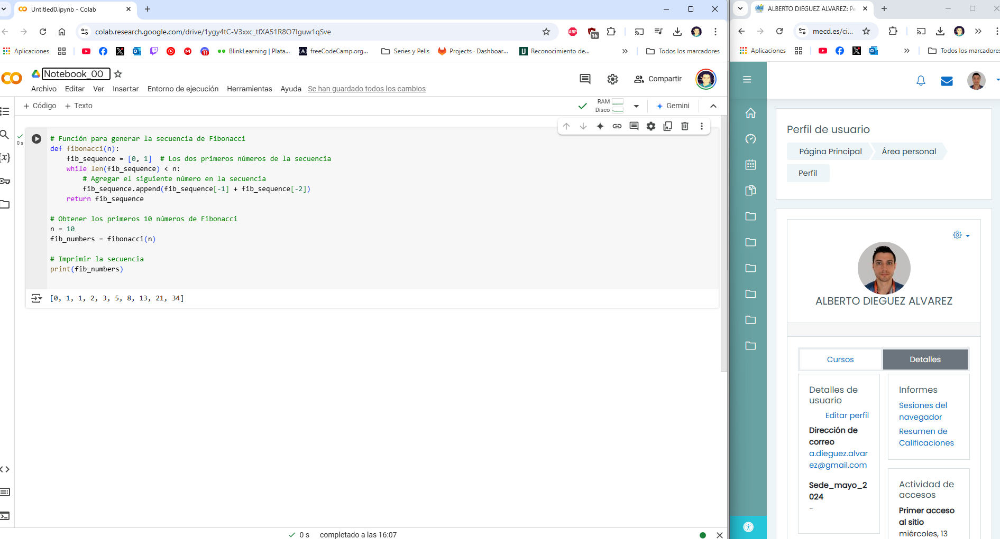 Untitled0.ipynb - Colab
colab.research.google.com/drive/1ygy4tC-V3xxc_tfXA51R8O7Iguw1qSve
ABP
16
Aplicaciones
11
BlinkLearning | Plata...
freeCodeCamp.org...
Series y Pelis
Projects · Dashboar...
Reconocimiento de...
Todos los marcadores
Notebook_00
Archivo
Editar
Ver
Insertar
Entorno de ejecución
Herramientas
Ayuda
Se han guardado todos los cambios
Compartir
+ Código
+ Texto
RAM
Disco
Gemini
0 s
# Función para generar la secuencia de Fibonacci
def fibonacci(n):
    fib_sequence = [0, 1]  # Los dos primeros números de la secuencia
    while len(fib_sequence) < n:
        # Agregar el siguiente número en la secuencia
        fib_sequence.append(fib_sequence[-1] + fib_sequence[-2])
    return fib_sequence
# Obtener los primeros 10 números de Fibonacci
n = 10
fib_numbers = fibonacci(n)
# Imprimir la secuencia
print(fib_numbers)
[0, 1, 1, 2, 3, 5, 8, 13, 21, 34]
0 s completado a las 16:07
ALBERTO DIEGUEZ ALVAREZ: Pe
mecd.es/ci...
Aplicaciones
Todos los marcadores
Perfil de usuario
Página Principal
Área personal
Perfil
ALBERTO DIEGUEZ ALVAREZ
Cursos
Detalles
Detalles de
usuario
Editar perfil
Dirección de
correo
a.dieguez.alvar
ez@gmail.com
Sede_mayo_2
024
-
Informes
Sesiones del
navegador
Resumen de
Calificaciones
Actividad de
accesos
Primer acceso
al sitio
miércoles, 13